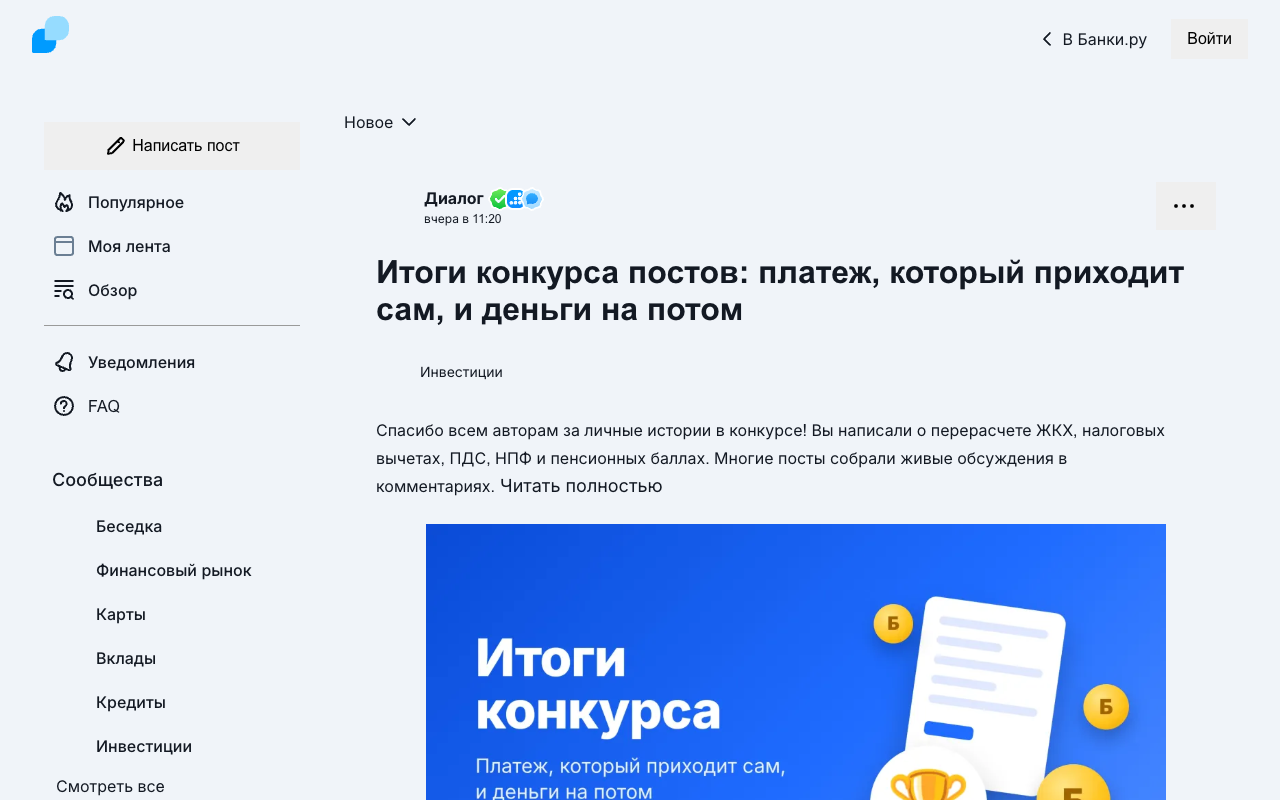 В Банки.ру
Войти
Новое
Написать пост
Популярное
Моя лента
Обзор
Уведомления
FAQ
Сообщества
Беседка
Финансовый рынок
Карты
Вклады
Кредиты
Инвестиции
Смотреть все
Диалог
вчера в 11:20
Итоги конкурса постов: платеж, который приходит
сам, и деньги на потом
Инвестиции
Спасибо всем авторам за личные истории в конкурсе! Вы написали о перерасчете ЖКХ, налоговых
вычетах, ПДС, НПФ и пенсионных баллах. Многие посты собрали живые обсуждения в
комментариях. Читать полностью
Итоги
конкурса
Платеж, который приходит сам,
и деньги на потом
Б
Б
Б